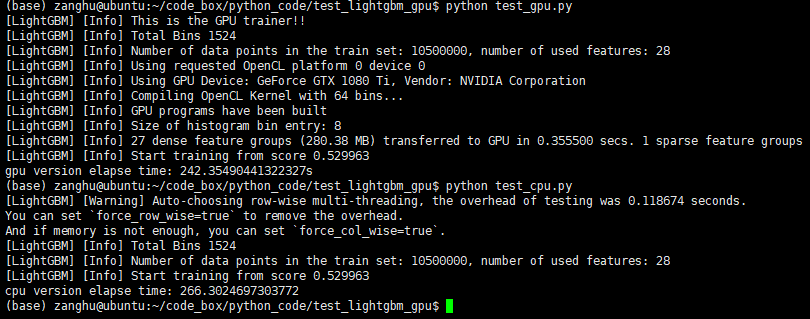 (base) zanghu@ubuntu:~/code_box/python_code/test_lightgbm_gpu$ python test_gpu.py
[LightGBM] [Info] This is the GPU trainer!!
[LightGBM] [Info] Total Bins 1524
[LightGBM] [Info] Number of data points in the train set: 10500000, number of used features: 28
[LightGBM] [Info] Using requested OpenCL platform 0 device 0
[LightGBM] [Info] Using GPU Device: GeForce GTX 1080 Ti, Vendor: NVIDIA Corporation
[LightGBM] [Info] Compiling OpenCL Kernel with 64 bins...
[LightGBM] [Info] GPU programs have been built
[LightGBM] [Info] Size of histogram bin entry: 8
[LightGBM] [Info] 27 dense feature groups (280.38 MB) transferred to GPU in 0.355500 secs. 1 sparse feature groups
[LightGBM] [Info] Start training from score 0.529963
gpu version elapse time: 242.35490441322327s
(base) zanghu@ubuntu:~/code_box/python_code/test_lightgbm_gpu$ python test_cpu.py
[LightGBM] [Warning] Auto-choosing row-wise multi-threading, the overhead of testing was 0.118674 seconds.
You can set `force_row_wise=true` to remove the overhead.
And if memory is not enough, you can set `force_col_wise=true`.
[LightGBM] [Info] Total Bins 1524
[LightGBM] [Info] Number of data points in the train set: 10500000, number of used features: 28
[LightGBM] [Info] Start training from score 0.529963
cpu version elapse time: 266.3024697303772
(base) zanghu@ubuntu:~/code_box/python_code/test_lightgbm_gpu$